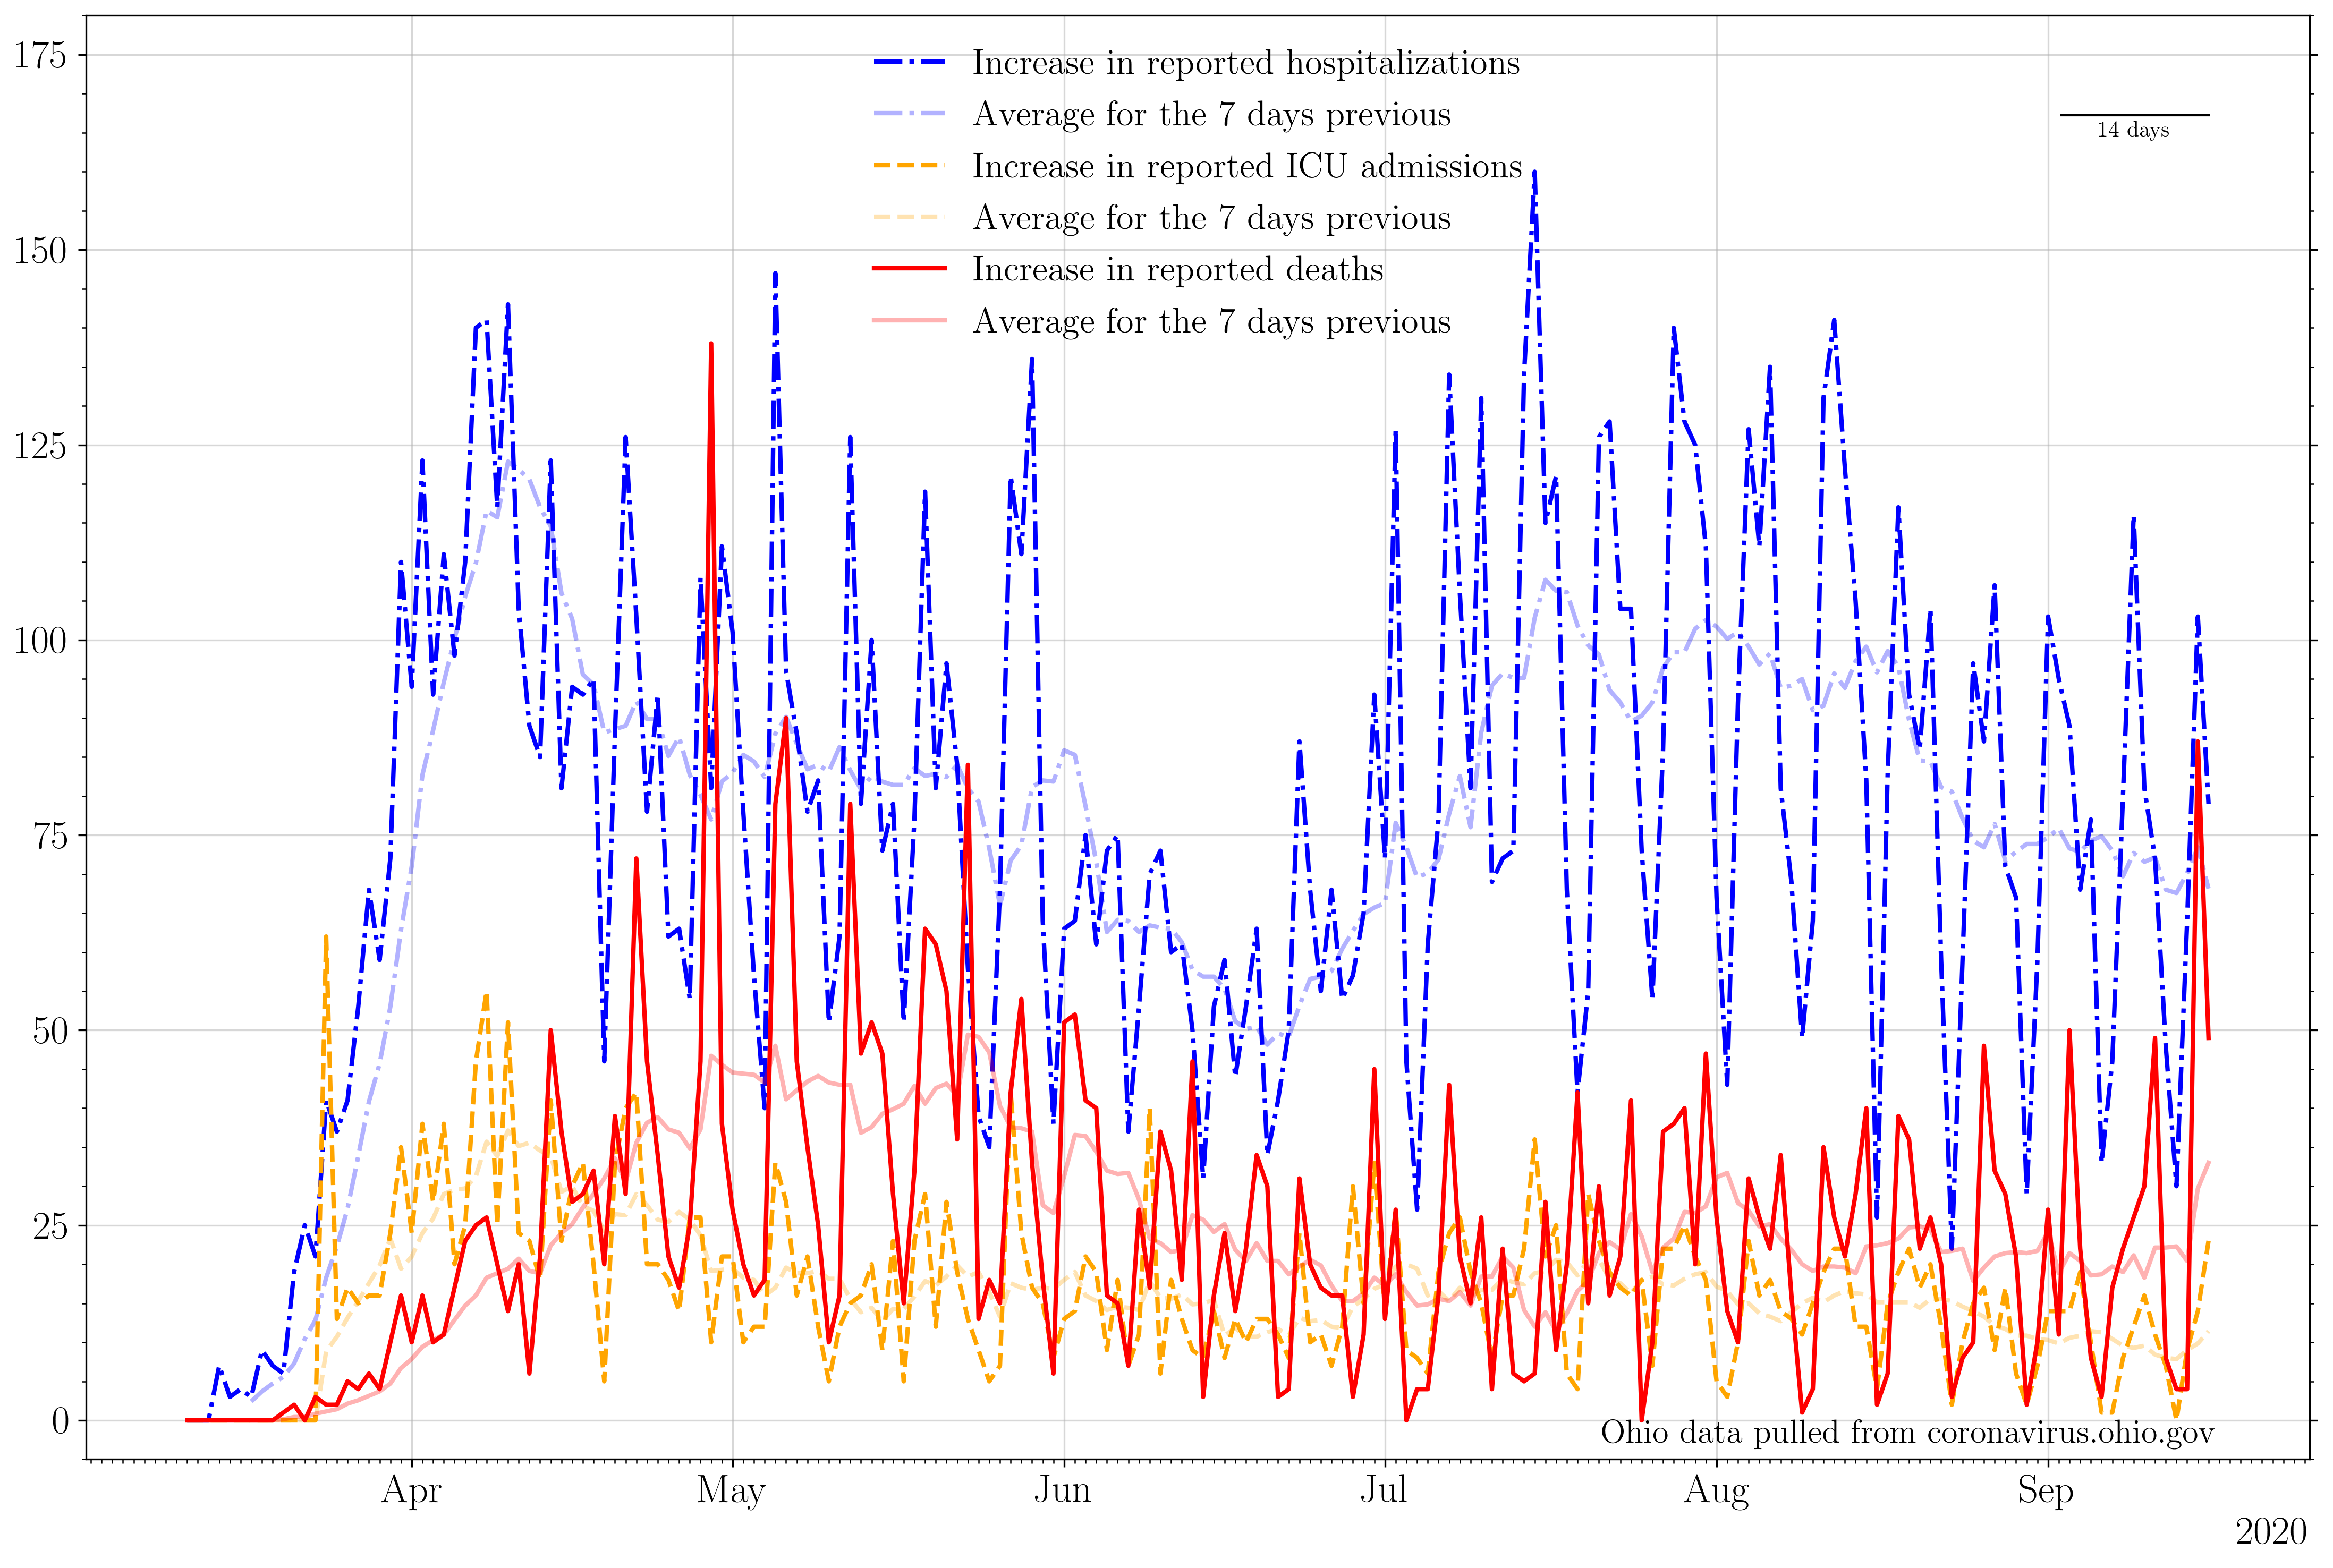 175
150
125
100
75
50
25
0
Increase in reported hospitalizations
Average for the 7 days previous
Increase in reported ICU admissions
Average for the 7 days previous
Increase in reported deaths
Average for the 7 days previous
14 days
Ohio data pulled from coronavirus.ohio.gov
Apr May Jun Jul Aug Sep
2020